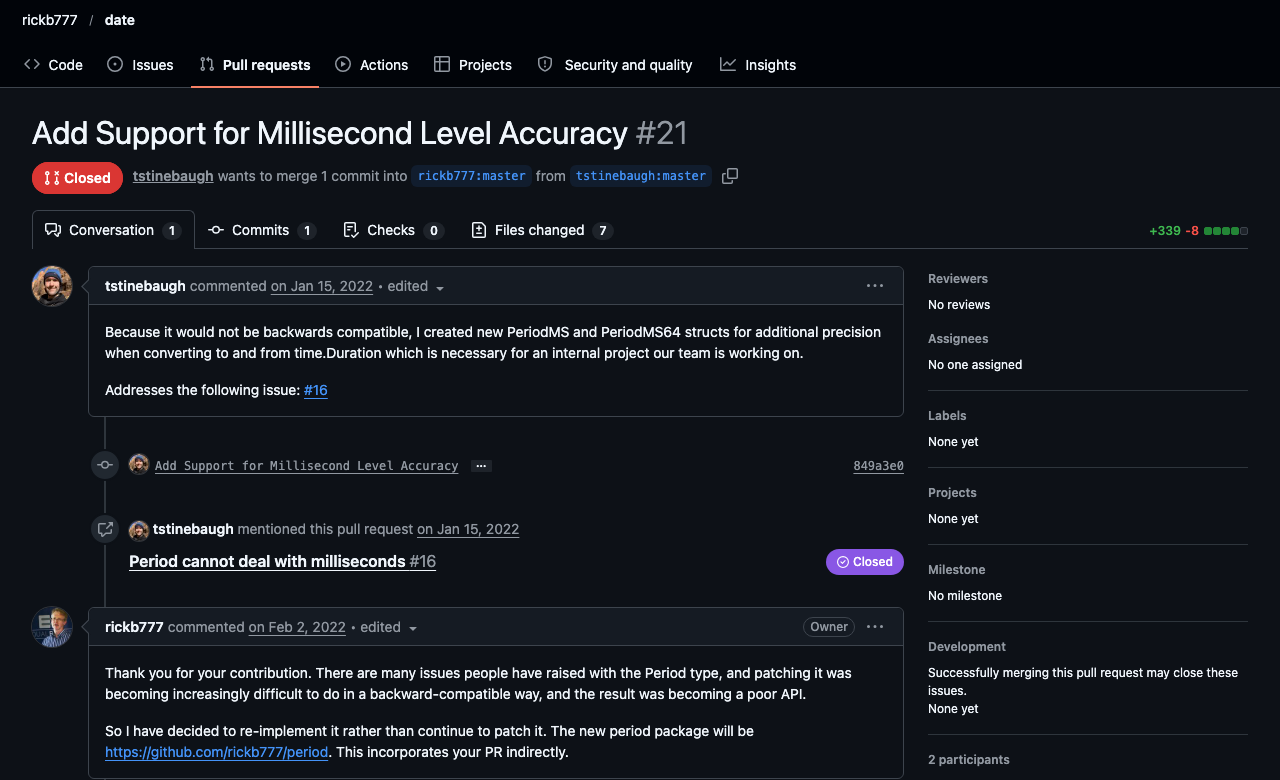 rickb777 / date
Code Issues Pull requests Actions Projects Security and quality Insights
Add Support for Millisecond Level Accuracy #21
Closed tstinebaugh wants to merge 1 commit into rickb777:master from tstinebaugh:master
Conversation 1 Commits 1 Checks 0 Files changed 7 +339 -8
tstinebaugh commented on Jan 15, 2022 • edited
Because it would not be backwards compatible, I created new PeriodMS and PeriodMS64 structs for additional precision
when converting to and from time.Duration which is necessary for an internal project our team is working on.
Addresses the following issue: #16
Add Support for Millisecond Level Accuracy ... 849a3e0
tstinebaugh mentioned this pull request on Jan 15, 2022
Period cannot deal with milliseconds #16 Closed
rickb777 commented on Feb 2, 2022 • edited Owner
Thank you for your contribution. There are many issues people have raised with the Period type, and patching it was
becoming increasingly difficult to do in a backward-compatible way, and the result was becoming a poor API.
So I have decided to re-implement it rather than continue to patch it. The new period package will be
https://github.com/rickb777/period. This incorporates your PR indirectly.
Reviewers
No reviews
Assignees
No one assigned
Labels
None yet
Projects
None yet
Milestone
No milestone
Development
Successfully merging this pull request may close these
issues.
None yet
2 participants